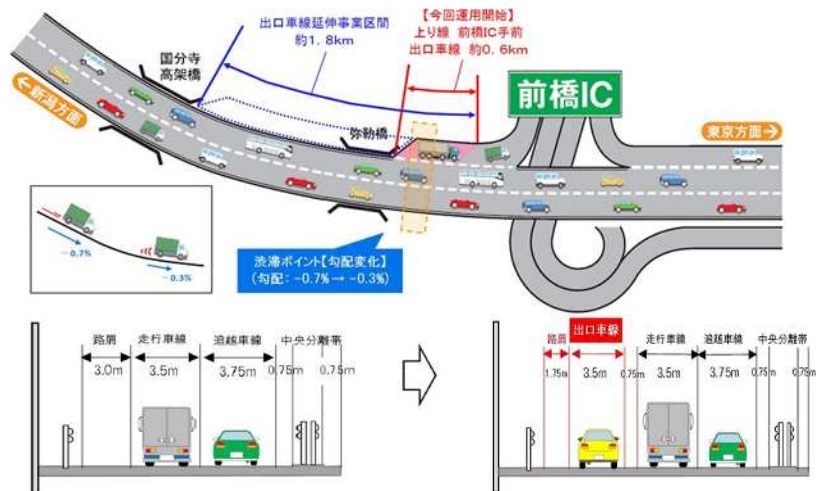 出口車線延伸事業区間
約1.8km
【今回運用開始】
上り線 前橋IC手前
出口車線 約0.6km
国分寺
高架橋
←新潟方面
弥勒橋
前橋IC
東京方面→
-0.7%
-0.3%
渋滞ポイント【勾配変化】
(勾配:-0.7%→-0.3%)
路肩 走行車線 追越車線 中央分離帯
3.0m 3.5m 3.75m 0.75m 0.75m
路肩 出口車線 走行車線 追越車線 中央分離帯
1.75m 3.5m 0.75m 3.5m 3.75m 0.75m 0.75m